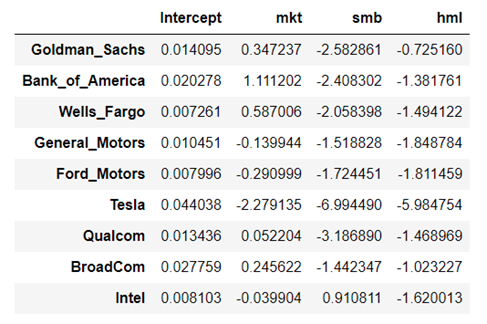 Intercept mkt smb hml
Goldman_Sachs 0.014095 0.347237 -2.582861 -0.725160
Bank_of_America 0.020278 1.111202 -2.408302 -1.381761
Wells_Fargo 0.007261 0.587006 -2.058398 -1.494122
General_Motors 0.010451 -0.139944 -1.518828 -1.848784
Ford_Motors 0.007996 -0.290999 -1.724451 -1.811459
Tesla 0.044038 -2.279135 -6.994490 -5.984754
Qualcom 0.013436 0.052204 -3.186890 -1.468969
BroadCom 0.027759 0.245622 -1.442347 -1.023227
Intel 0.008103 -0.039904 0.910811 -1.620013